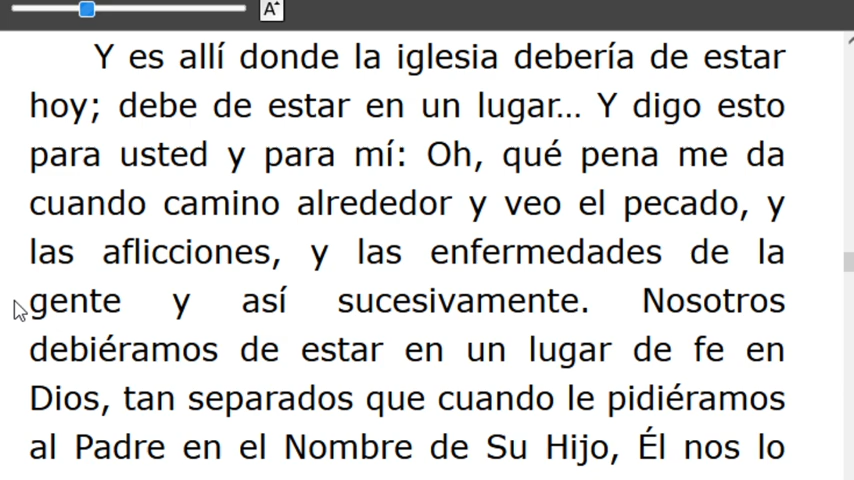 A
Y es allí donde la iglesia debería de estar
hoy; debe de estar en un lugar... Y digo esto
para usted y para mí: Oh, qué pena me da
cuando camino alrededor y veo el pecado, y
las aflicciones, y las enfermedades de la
gente y así sucesivamente. Nosotros
debiéramos de estar en un lugar de fe en
Dios, tan separados que cuando le pidiéramos
al Padre en el Nombre de Su Hijo, Él nos lo